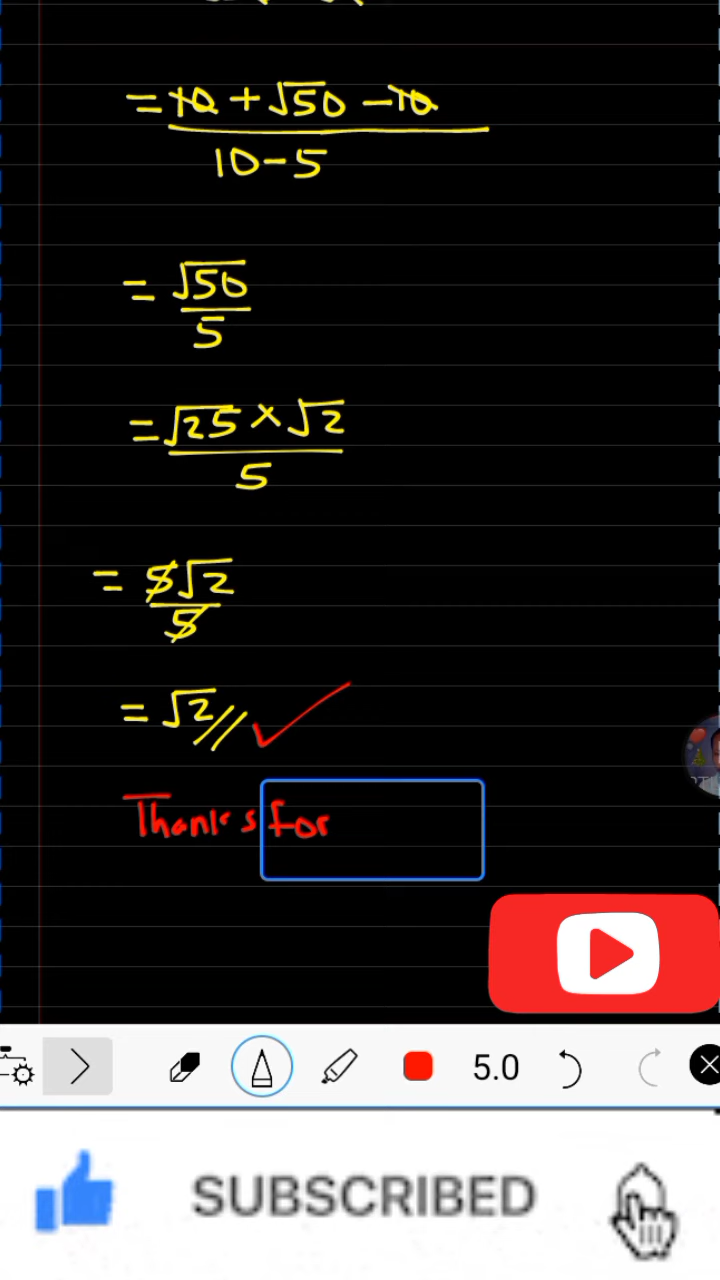 = 10 + √50 - 10
10 - 5
= √50
5
= √25 × √2
5
= 5√2
5
= √2//
Thanks for
5.0
SUBSCRIBED